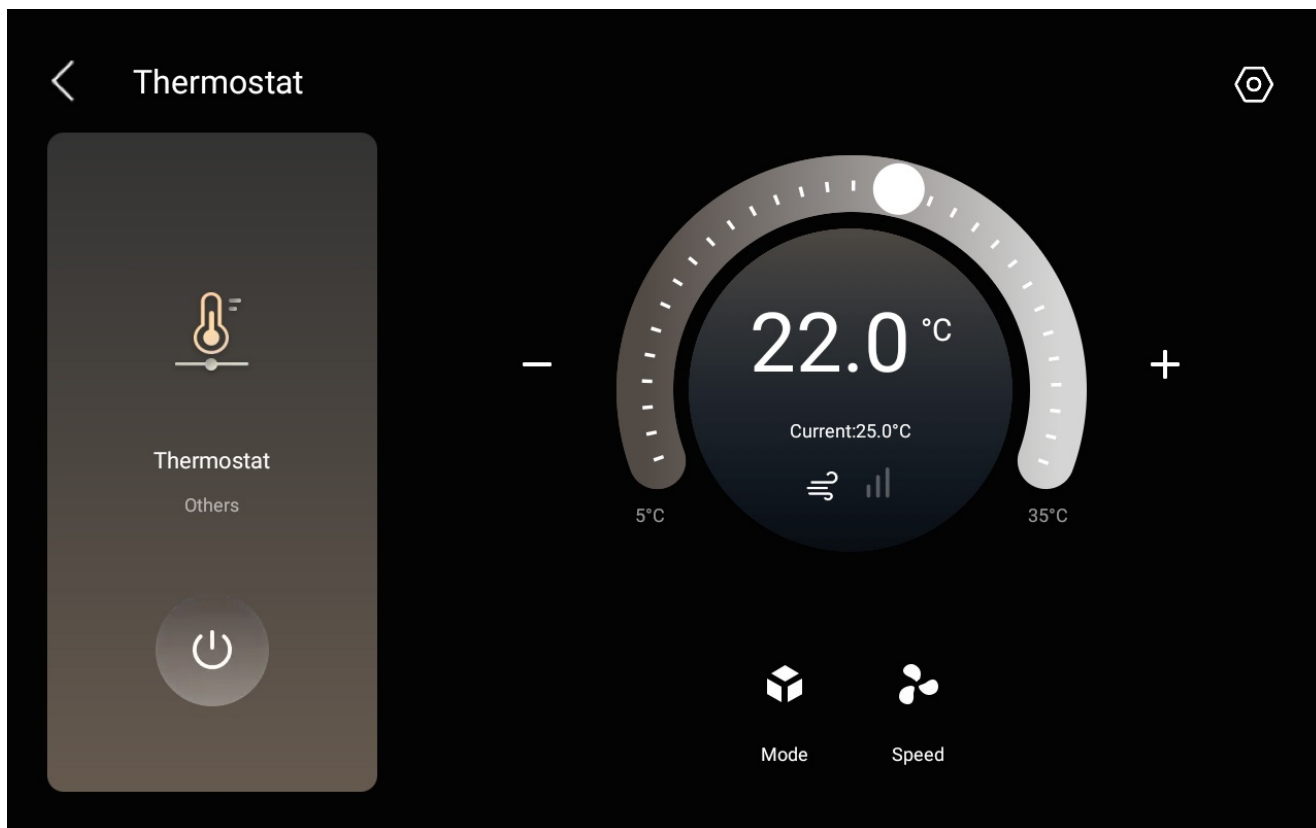 Thermostat
22.0 °C
Current:25.0°C
Thermostat
Others
5°C
35°C
Mode
Speed